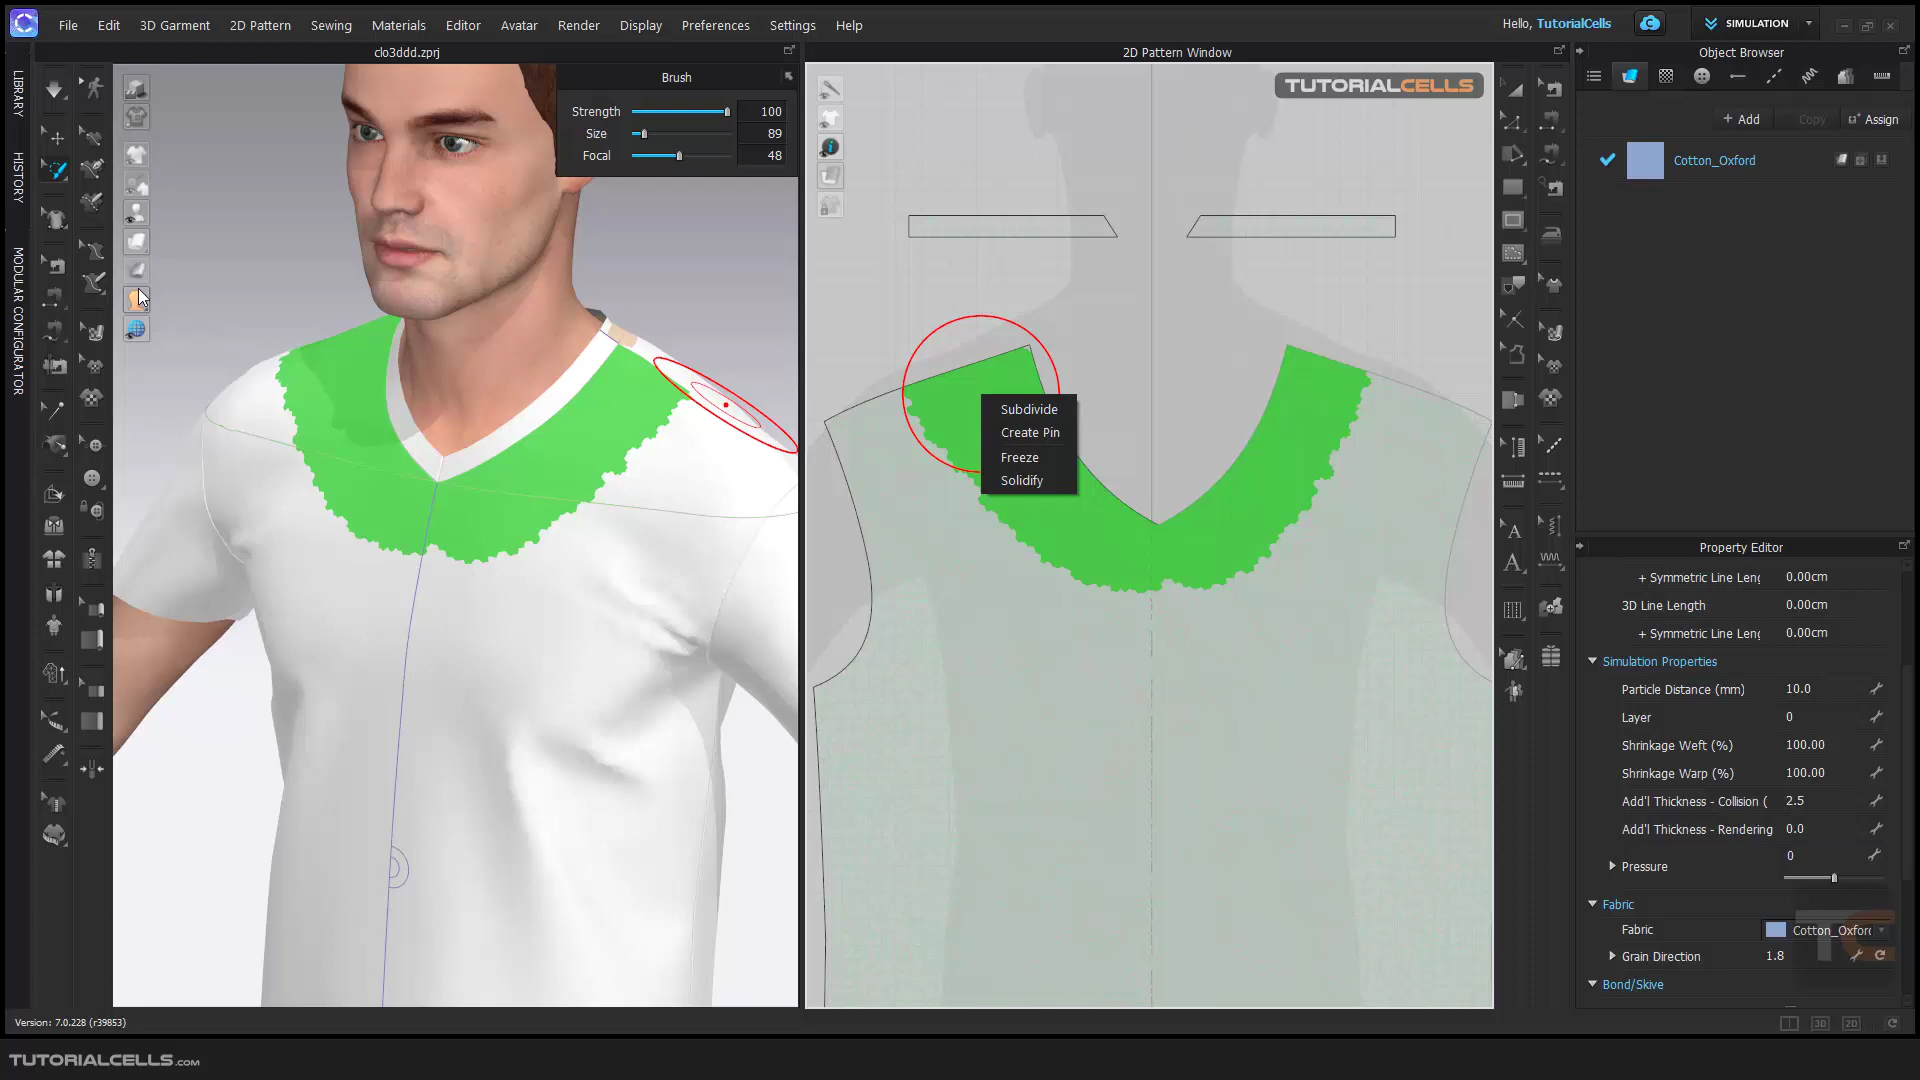 File Edit 3D Garment 2D Pattern Sewing Materials Editor Avatar Render Display Preferences Settings Help
Hello, TutorialCells
SIMULATION
clo3ddd.zprj
2D Pattern Window
Object Browser
LIBRARY
HISTORY
MODULAR CONFIGURATOR
Brush
Strength 100
Size 89
Focal 48
TUTORIALCELLS
+ Add Copy Assign
Cotton_Oxford
Subdivide
Create Pin
Freeze
Solidify
Property Editor
+ Symmetric Line Leng 0.00cm
3D Line Length 0.00cm
+ Symmetric Line Leng 0.00cm
Simulation Properties
Particle Distance (mm) 10.0
Layer 0
Shrinkage Weft (%) 100.00
Shrinkage Warp (%) 100.00
Add'l Thickness - Collision ( 2.5
Add'l Thickness - Rendering 0.0
Pressure 0
Fabric
Fabric Cotton_Oxford
Grain Direction 1.8
Bond/Skive
TC
Version: 7.0.228 (r39853)
3D 2D
TUTORIALCELLS.com